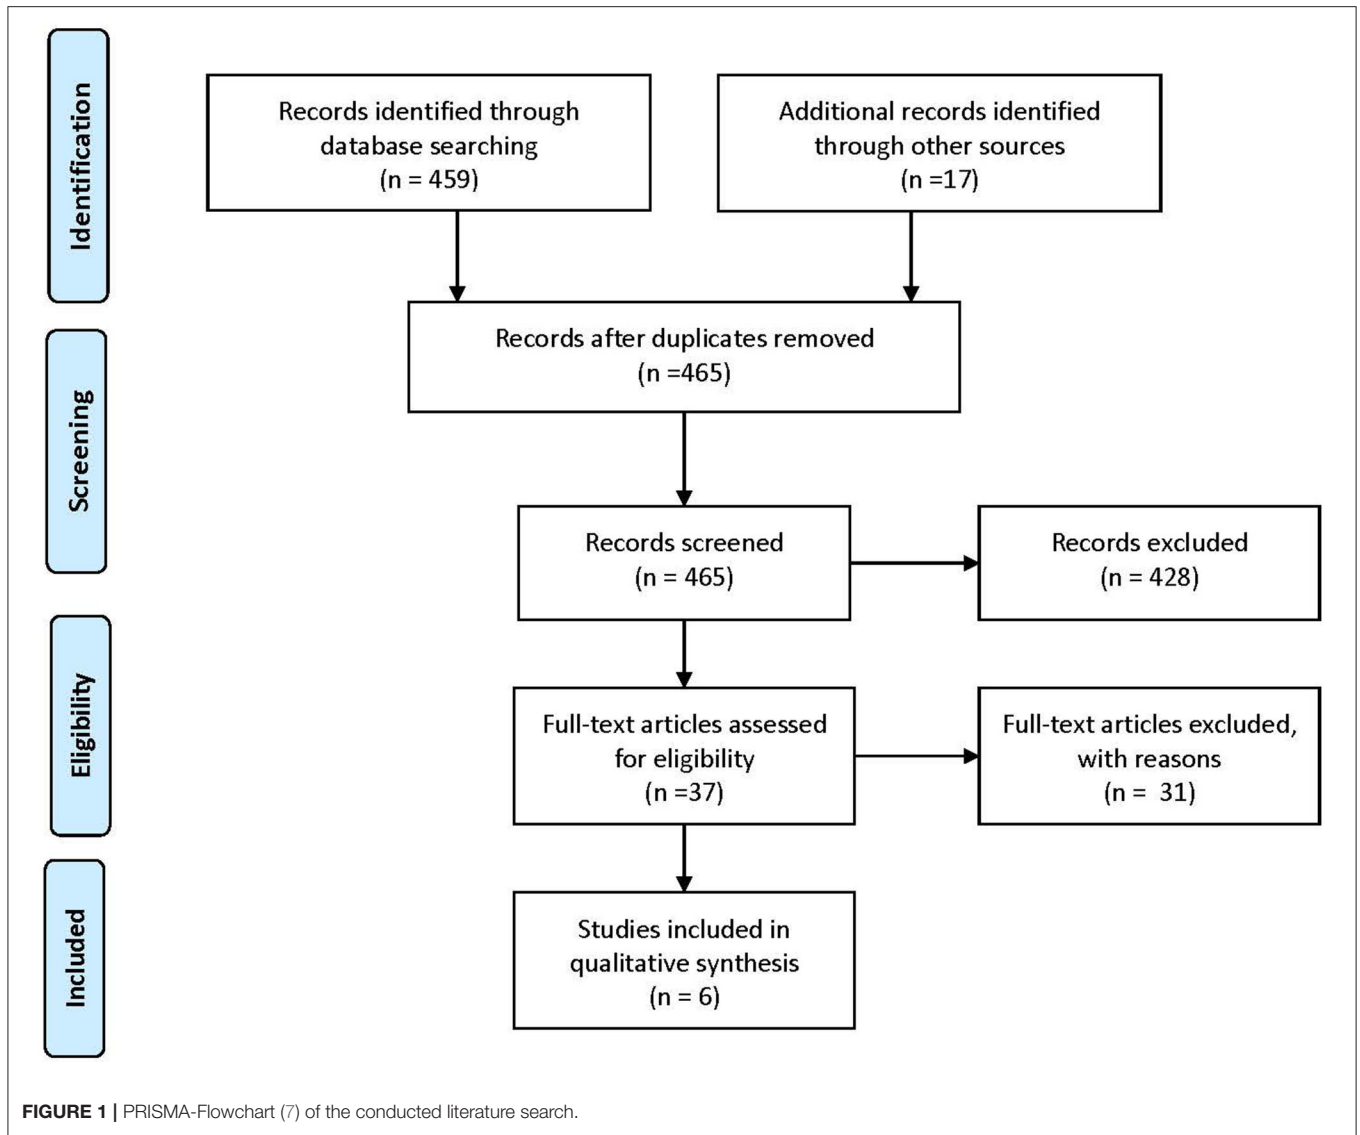 Identification
Records identified through
database searching
(n = 459)
Additional records identified
through other sources
(n =17)
Records after duplicates removed
(n =465)
Screening
Records screened
(n = 465)
Records excluded
(n = 428)
Eligibility
Full-text articles assessed
for eligibility
(n =37)
Full-text articles excluded,
with reasons
(n =  31)
Included
Studies included in
qualitative synthesis
(n = 6)
FIGURE 1 | PRISMA-Flowchart (7) of the conducted literature search.